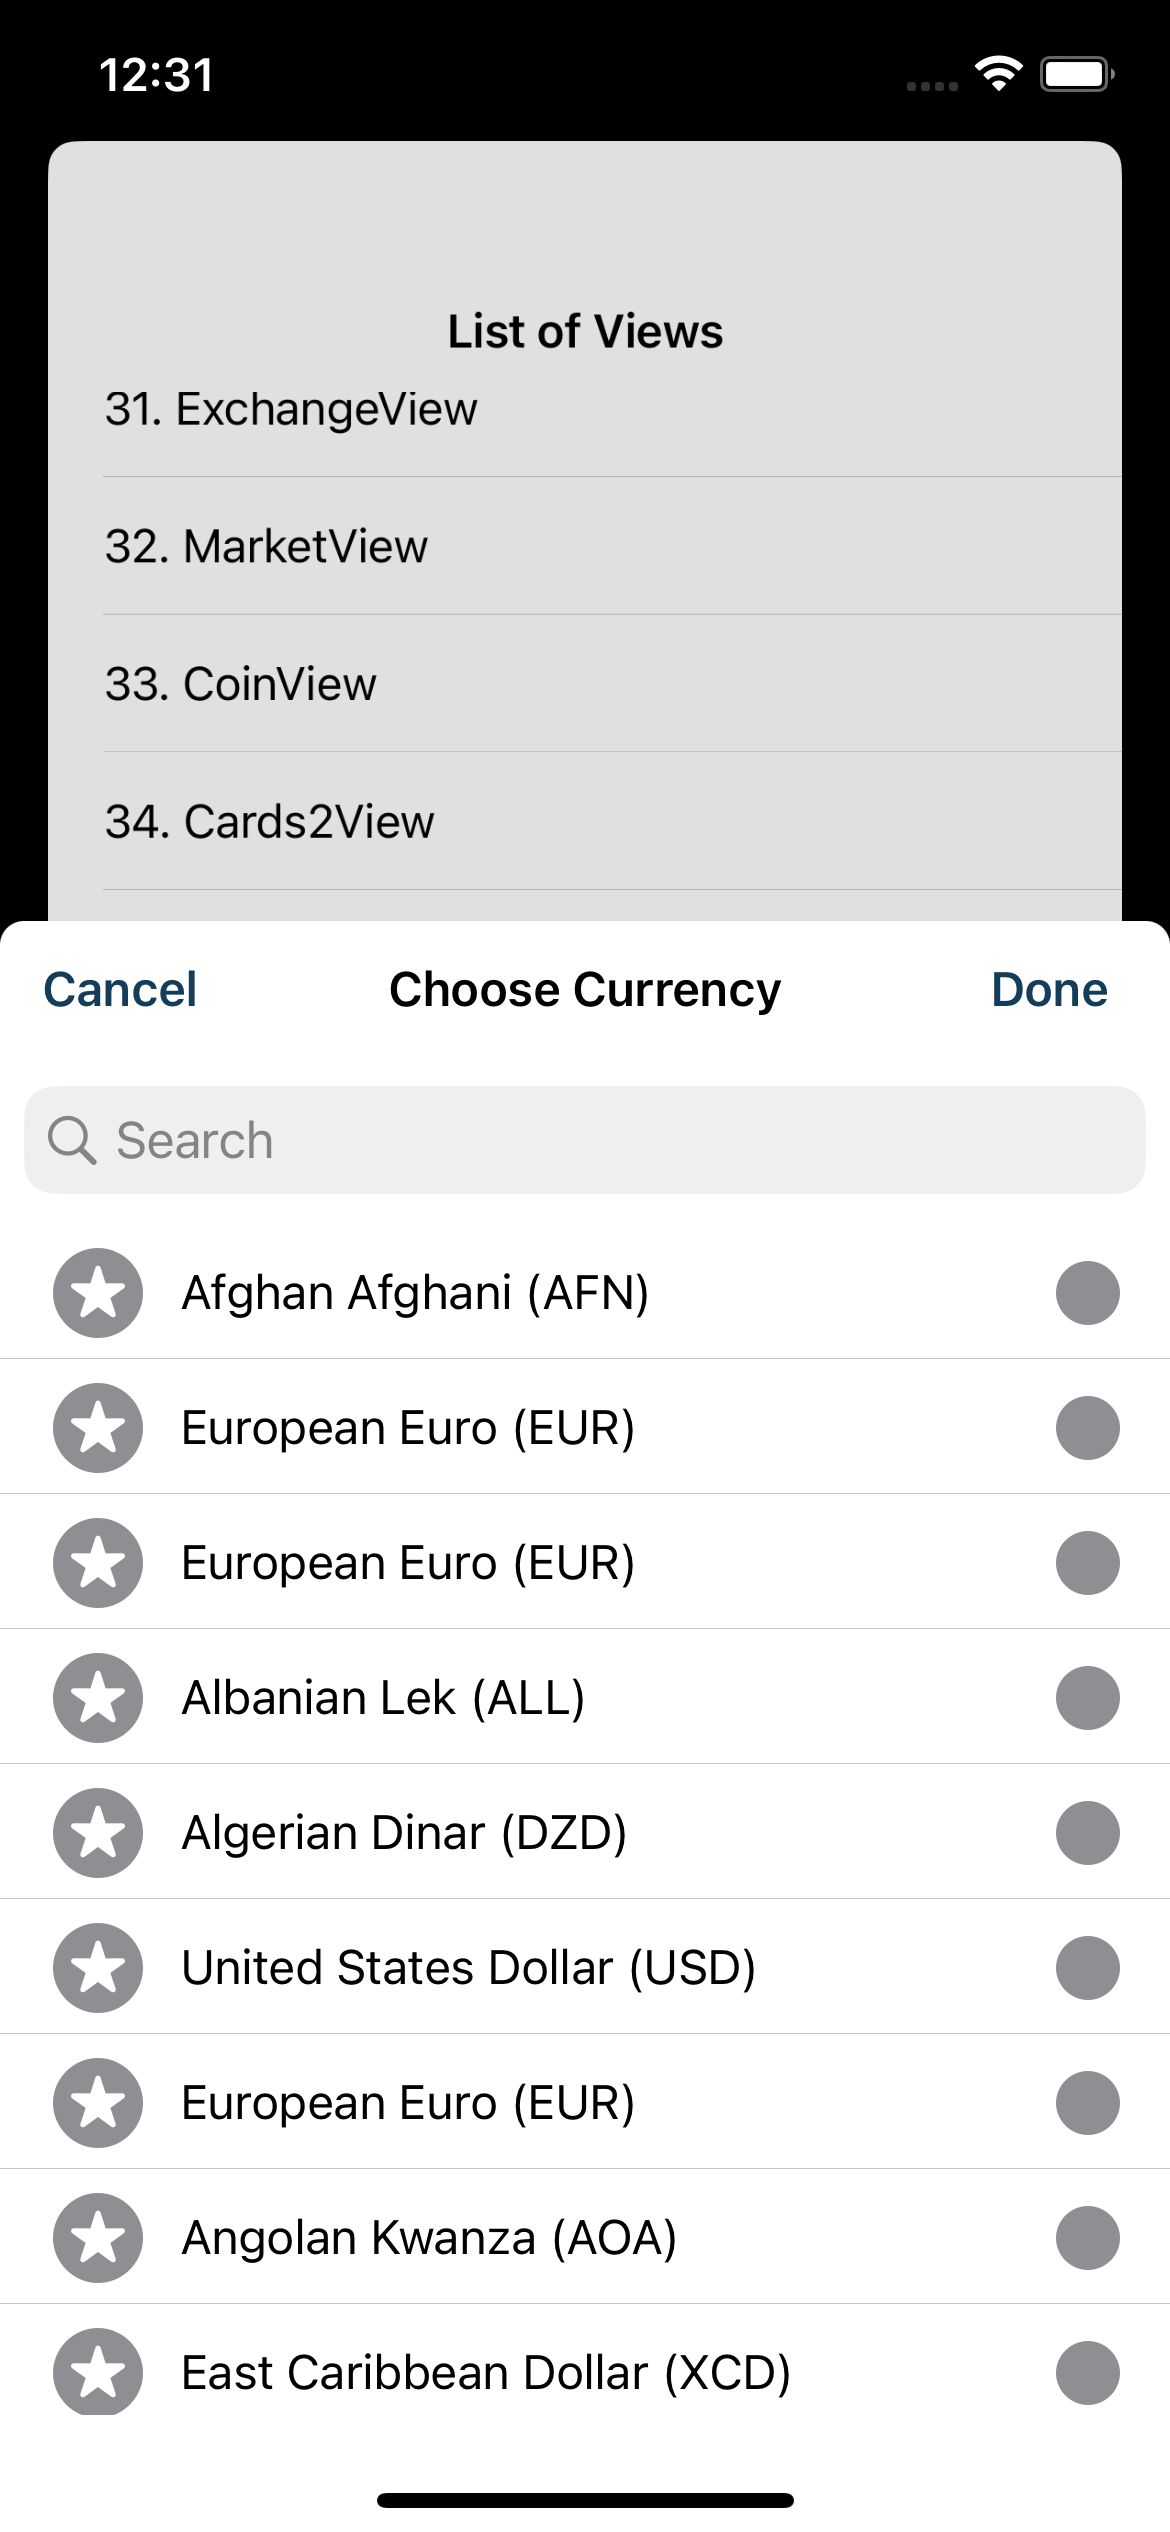 12:31
List of Views
31. ExchangeView
32. MarketView
33. CoinView
34. Cards2View
Cancel
Choose Currency
Done
Search
Afghan Afghani (AFN)
European Euro (EUR)
European Euro (EUR)
Albanian Lek (ALL)
Algerian Dinar (DZD)
United States Dollar (USD)
European Euro (EUR)
Angolan Kwanza (AOA)
East Caribbean Dollar (XCD)